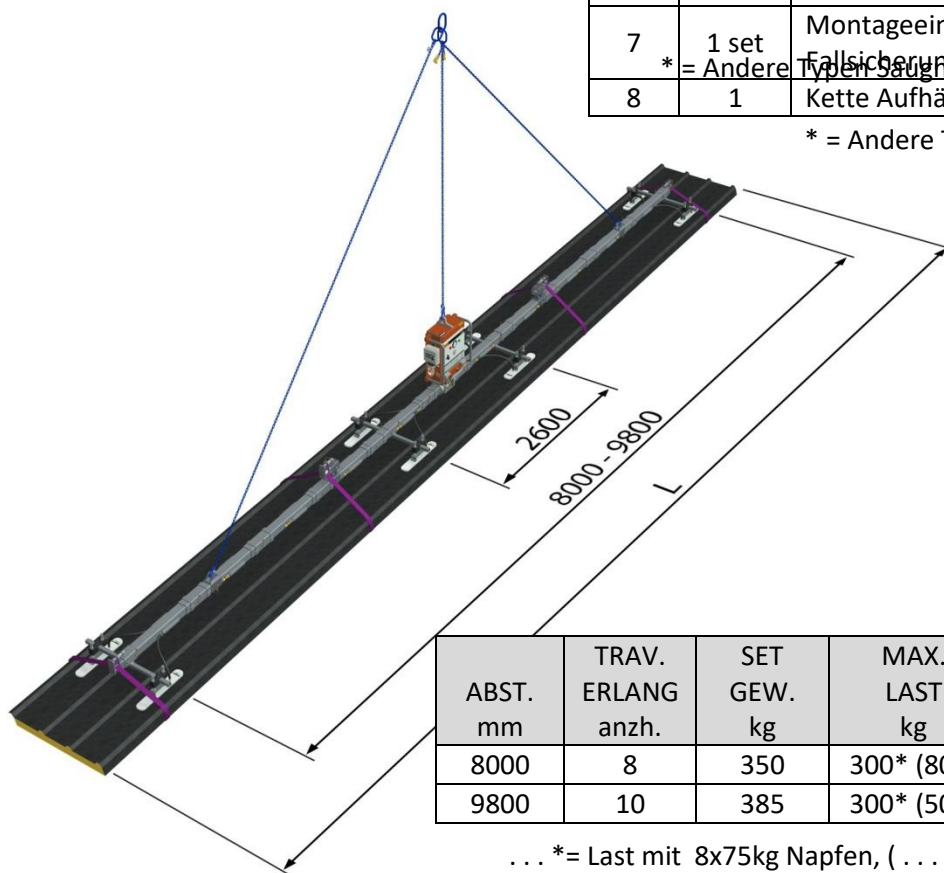 7 1 set Montageein
Fallsicherun
* = Andere Typen Saugn
8 1 Kette Aufhä
* = Andere T
2600
8000 - 9800
L
ABST. mm TRAV. ERLANG anzh. SET GEW. kg MAX. LAST kg
8000 8 350 300* (80
9800 10 385 300* (50
. . . *= Last mit 8x75kg Napfen, ( . . .